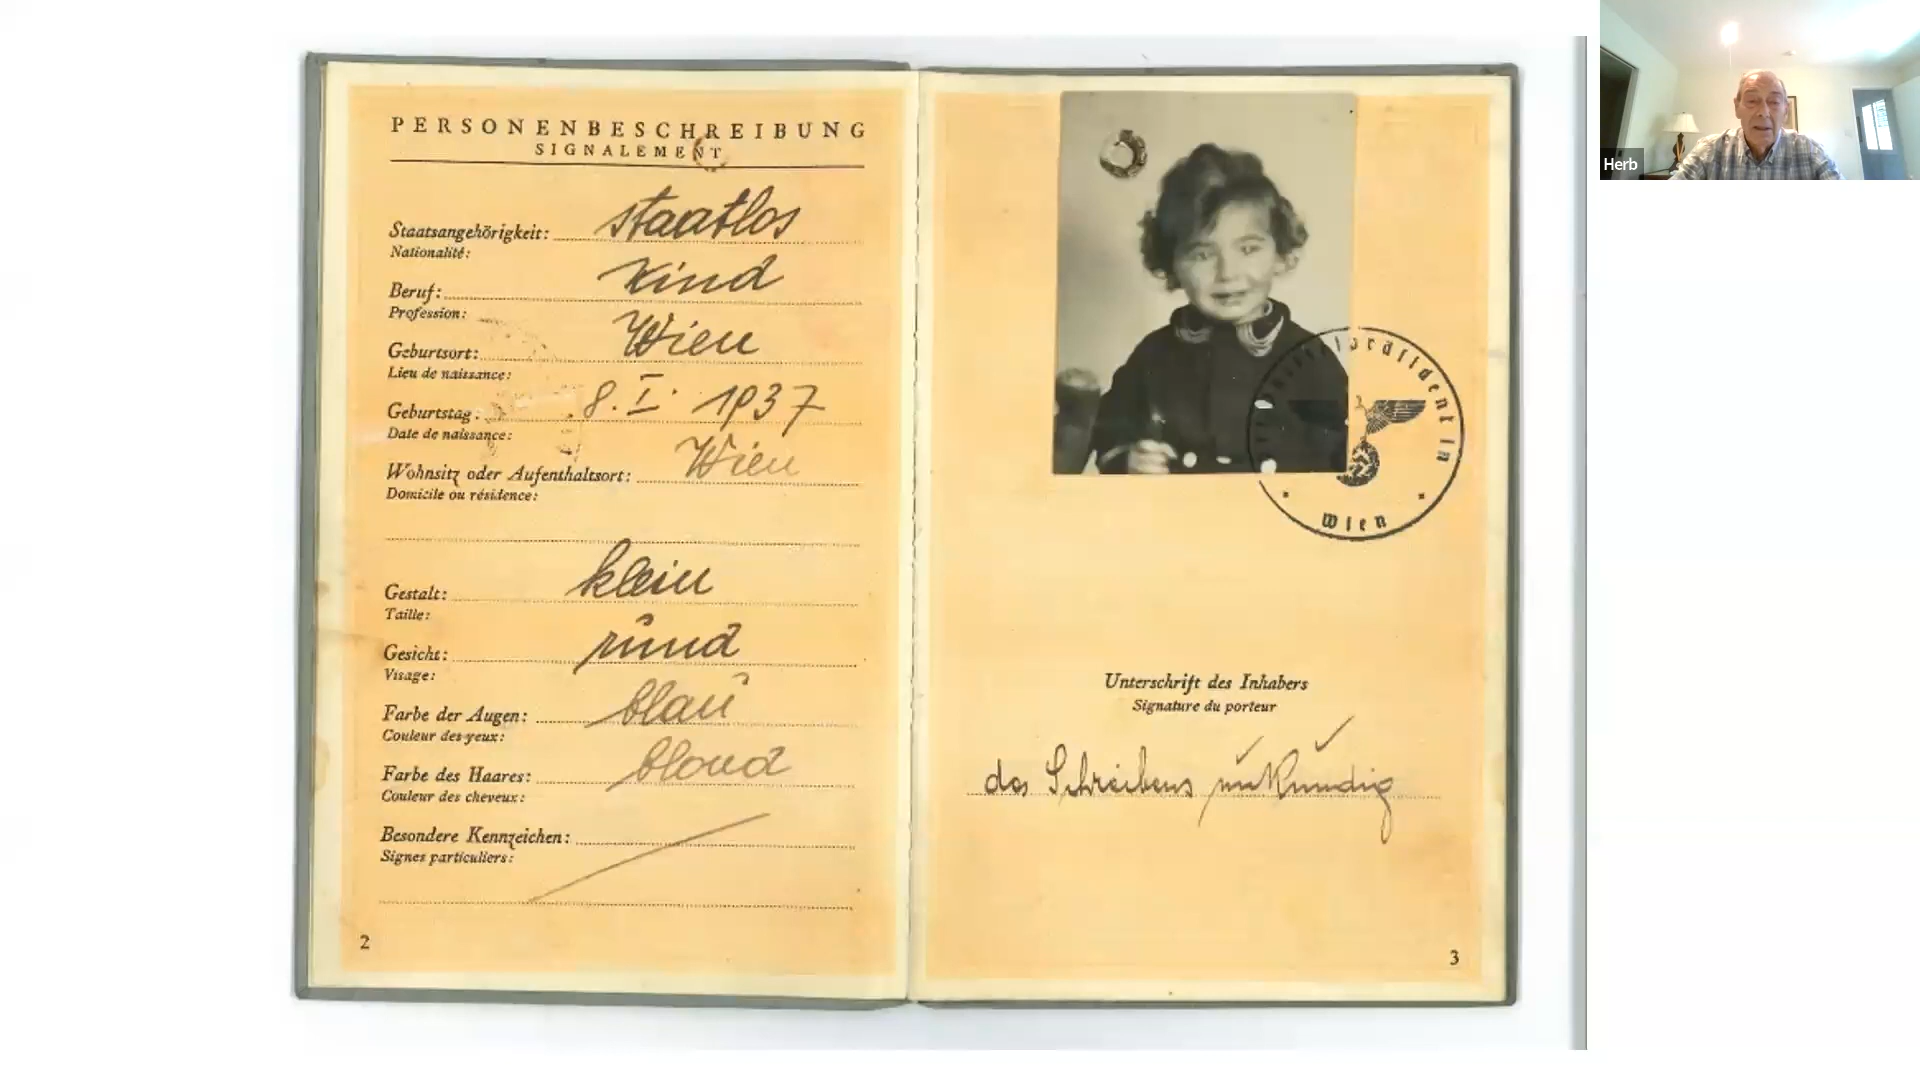 PERSONENBESCHREIBUNG
SIGNALEMENT
Staatsangehörigkeit: staatlos
Nationalité:
Beruf: Kind
Profession:
Geburtsort: Wien
Lieu de naissance:
Geburtstag: 8. I. 1937
Date de naissance:
Wohnsitz oder Aufenthaltsort: Wien
Domicile ou résidence:
Gestalt: klein
Taille:
Gesicht: rund
Visage:
Farbe der Augen: blau
Couleur des yeux:
Farbe des Haares: blond
Couleur des cheveux:
Besondere Kennzeichen:
Signes particuliers:
2
präsident in
Wien
Unterschrift des Inhabers
Signature du porteur
des Schreibens unkundig
3
Herb